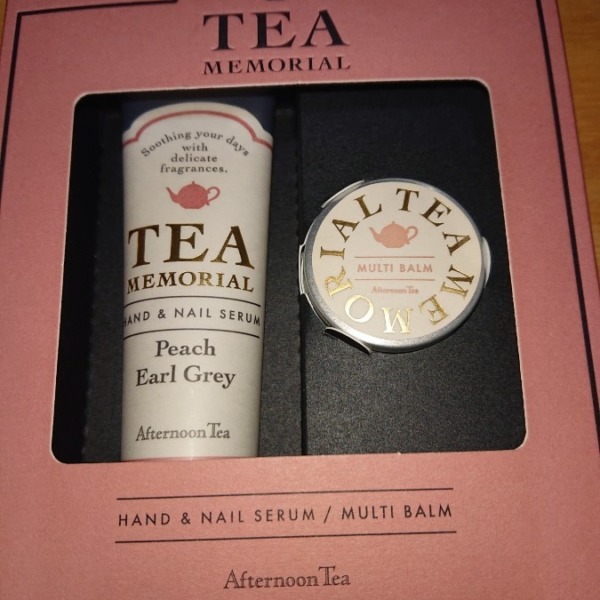 TEA
MEMORIAL
Soothing your days
with
delicate
fragrances.
TEA
MEMORIAL
HAND & NAIL SERUM
Peach
Earl Grey
Afternoon Tea
TEA MEMORIAL
MULTI BALM
Afternoon Tea
HAND & NAIL SERUM / MULTI BALM
Afternoon Tea